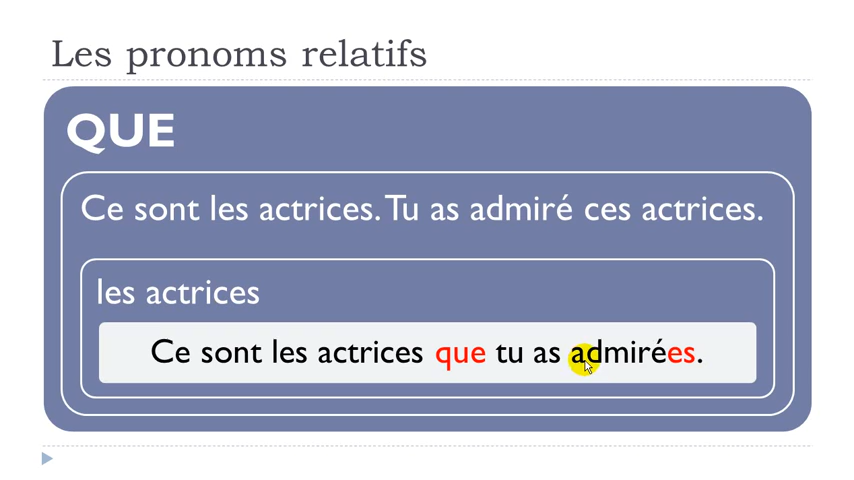 Les pronoms relatifs
QUE
Ce sont les actrices. Tu as admiré ces actrices.
les actrices
Ce sont les actrices que tu as admirées.